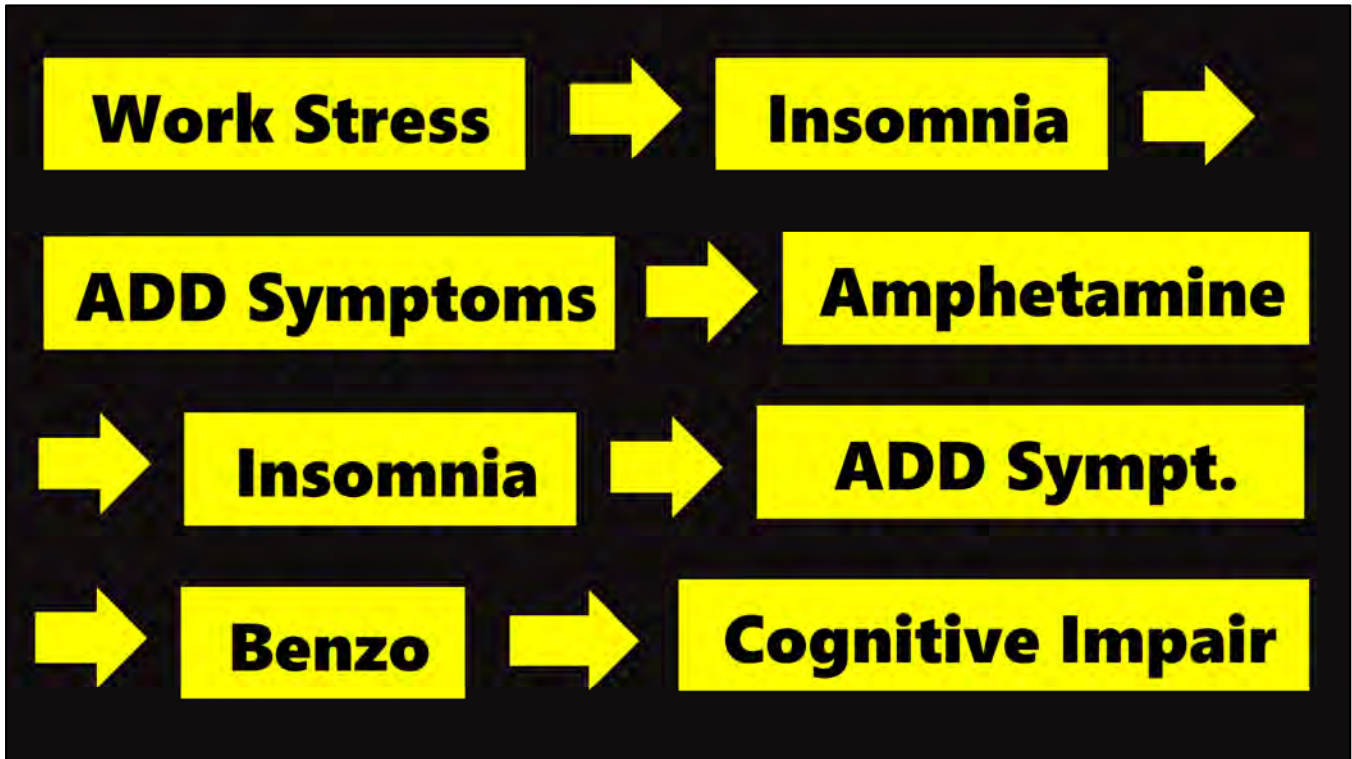 Work Stress Insomnia
ADD Symptoms Amphetamine
Insomnia ADD Sympt.
Benzo Cognitive Impair